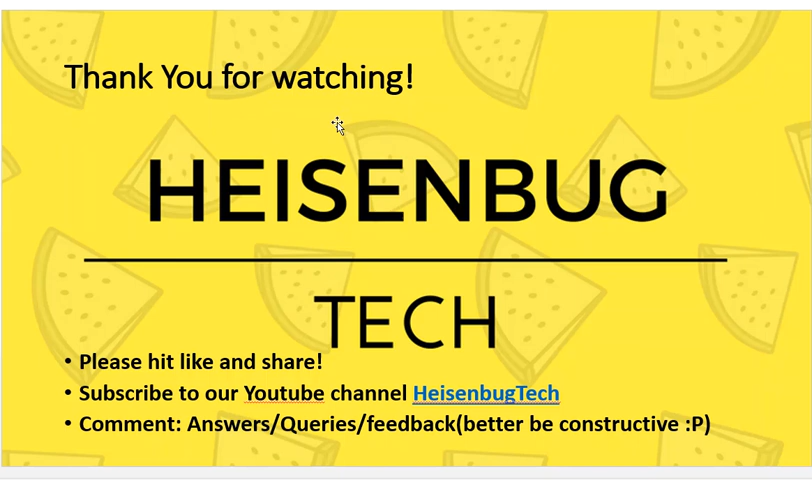 Thank You for watching!
HEISENBUG
TECH
• Please hit like and share!
• Subscribe to our Youtube channel HeisenbugTech
• Comment: Answers/Queries/feedback(better be constructive :P)